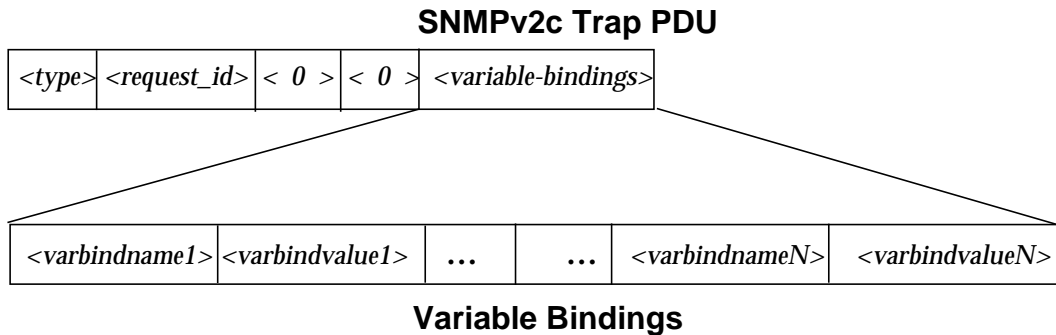 SNMPv2c Trap PDU
<type> <request_id> < 0 > < 0 > <variable-bindings>
<varbindname1> <varbindvalue1> ... ... <varbindnameN> <varbindvalueN>
Variable Bindings